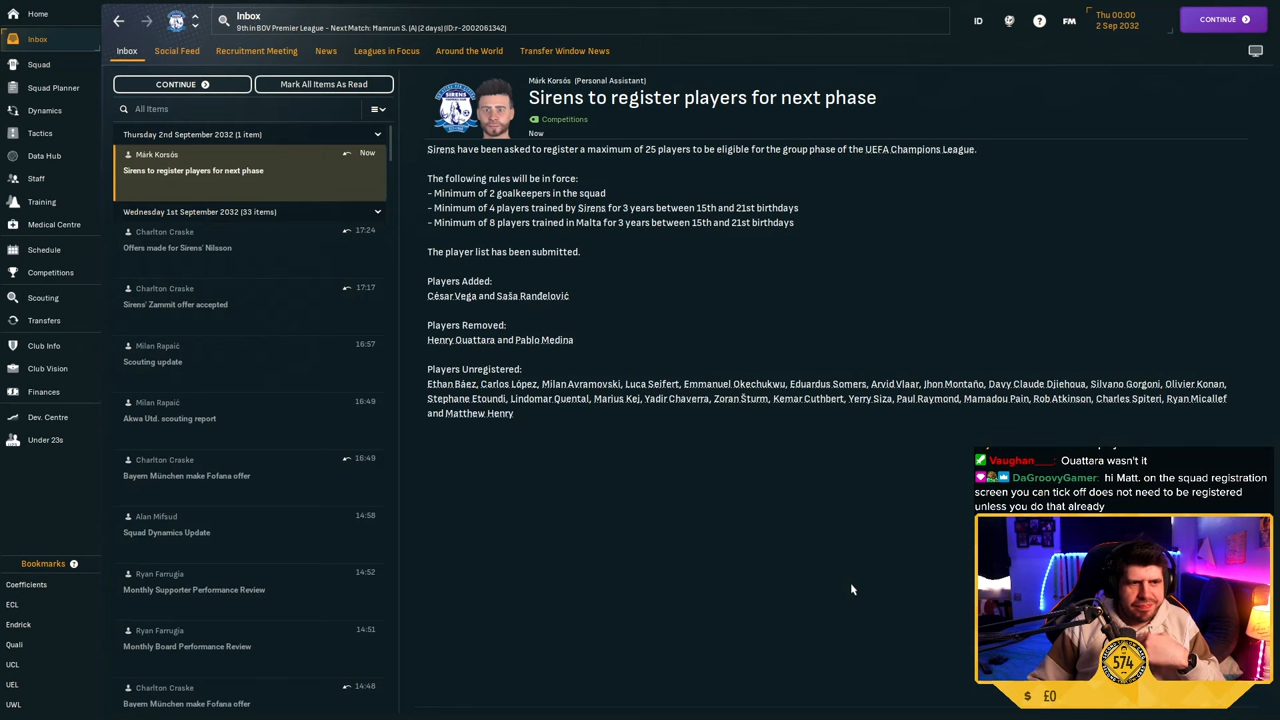 Home
Inbox
Squad
Squad Planner
Dynamics
Tactics
Data Hub
Staff
Training
Medical Centre
Schedule
Competitions
Scouting
Transfers
Club Info
Club Vision
Finances
Dev. Centre
Under 23s
Bookmarks ?
Coefficients
ECL
Endrick
Quali
UCL
UEL
UWL
Inbox
9th in BOV Premier League - Next Match: Hamrun S. (A) (2 days) (ID:r-2002061342)
ID
?
FM
Thu 00:00
2 Sep 2032
CONTINUE
Inbox
Social Feed
Recruitment Meeting
News
Leagues in Focus
Around the World
Transfer Window News
CONTINUE
Mark All Items As Read
All Items
Thursday 2nd September 2032 (1 item)
Márk Korsós
Now
Sirens to register players for next phase
Wednesday 1st September 2032 (33 items)
Charlton Craske
17:24
Offers made for Sirens' Nilsson
Charlton Craske
17:17
Sirens' Zammit offer accepted
Milan Rapaić
16:57
Scouting update
Milan Rapaić
16:49
Akwa Utd. scouting report
Charlton Craske
16:49
Bayern München make Fofana offer
Alan Mifsud
14:58
Squad Dynamics Update
Ryan Farrugia
14:52
Monthly Supporter Performance Review
Ryan Farrugia
14:51
Monthly Board Performance Review
Charlton Craske
14:48
Bayern München make Fofana offer
SIRENS
Márk Korsós (Personal Assistant)
Sirens to register players for next phase
Competitions
Now
Sirens have been asked to register a maximum of 25 players to be eligible for the group phase of the UEFA Champions League.
The following rules will be in force:
- Minimum of 2 goalkeepers in the squad
- Minimum of 4 players trained by Sirens for 3 years between 15th and 21st birthdays
- Minimum of 8 players trained in Malta for 3 years between 15th and 21st birthdays
The player list has been submitted.
Players Added:
César Vega and Saša Ranđelović
Players Removed:
Henry Ouattara and Pablo Medina
Players Unregistered:
Ethan Báez, Carlos López, Milan Avramovski, Luca Seifert, Emmanuel Okechukwu, Eduardus Somers, Arvid Vlaar, Jhon Montaño, Davy Claude Djiehoua, Silvano Gorgoni, Olivier Konan,
Stephane Etoundi, Lindomar Quental, Marius Kej, Yadir Chaverra, Zoran Šturm, Kemar Cuthbert, Yerry Siza, Paul Raymond, Mamadou Pain, Rob Atkinson, Charles Spiteri, Ryan Micallef
and Matthew Henry
Vaughan___: Ouattara wasn't it
DaGroovyGamer: hi Matt. on the squad registration
screen you can tick off does not need to be registered
unless you do that already
574
$ £0